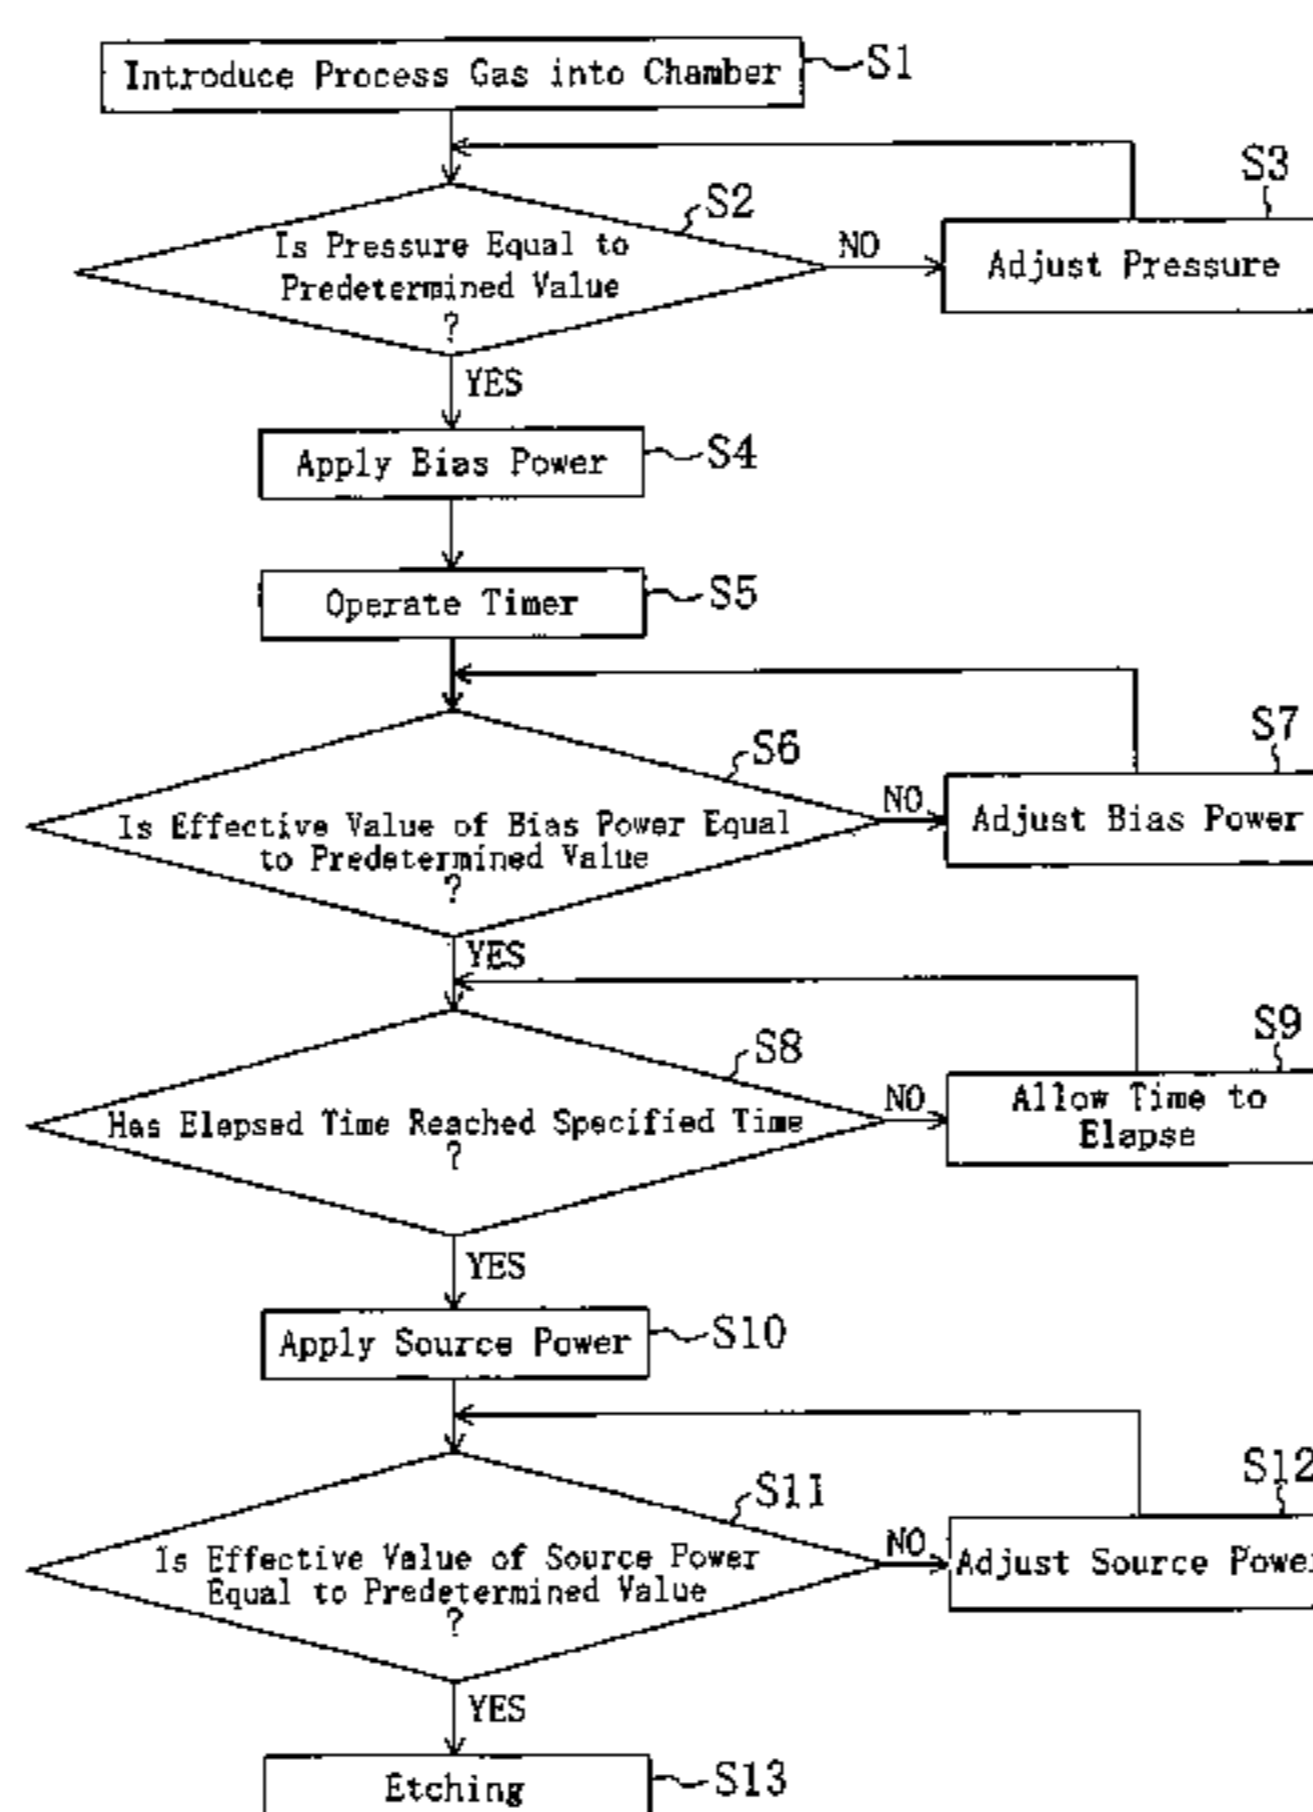 Introduce Process Gas into Chamber
S1
S2
S3
Is Pressure Equal to
Predetermined Value
?
NO
Adjust Pressure
YES
Apply Bias Power
S4
Operate Timer
S5
S6
S7
Is Effective Value of Bias Power Equal
to Predetermined Value
?
NO
Adjust Bias Power
YES
S8
S9
Has Elapsed Time Reached Specified Time
?
NO
Allow Time to
Elapse
YES
Apply Source Power
S10
S11
S12
Is Effective Value of Source Power
Equal to Predetermined Value
?
NO
Adjust Source Power
YES
Etching
S13